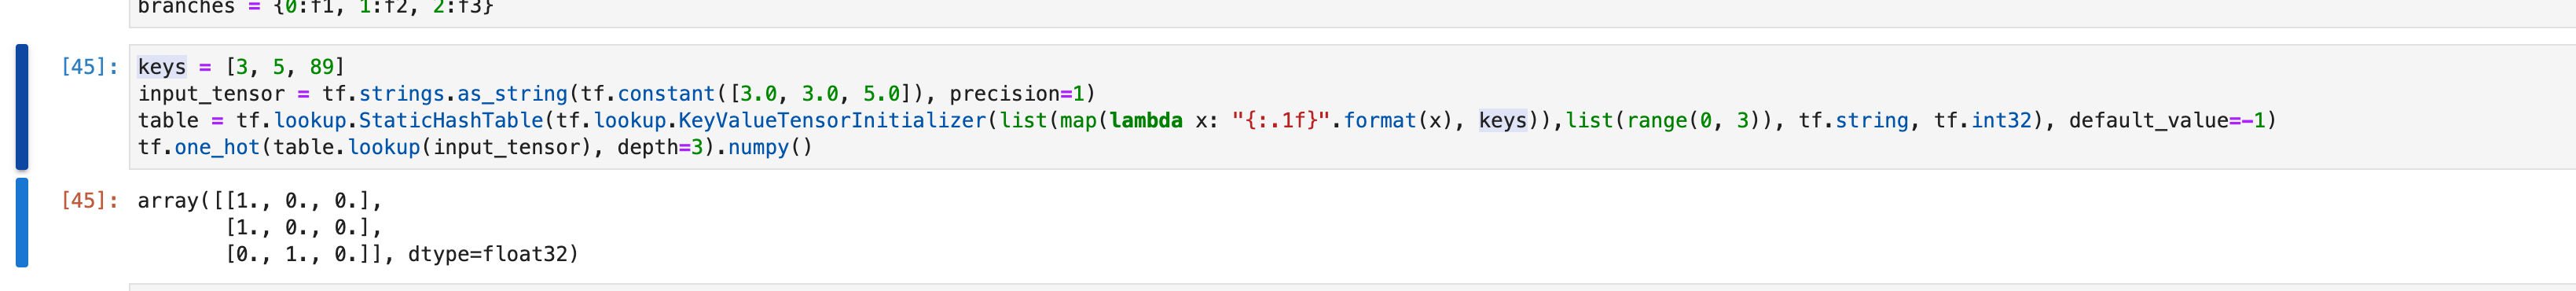 branches = {0:f1, 1:f2, 2:f3}
[45]: keys = [3, 5, 89]
input_tensor = tf.strings.as_string(tf.constant([3.0, 3.0, 5.0]), precision=1)
table = tf.lookup.StaticHashTable(tf.lookup.KeyValueTensorInitializer(list(map(lambda x: "{:.1f}".format(x), keys)),list(range(0, 3)), tf.string, tf.int32), default_value=-1)
tf.one_hot(table.lookup(input_tensor), depth=3).numpy()
[45]: array([[1., 0., 0.],
[1., 0., 0.],
[0., 1., 0.]], dtype=float32)